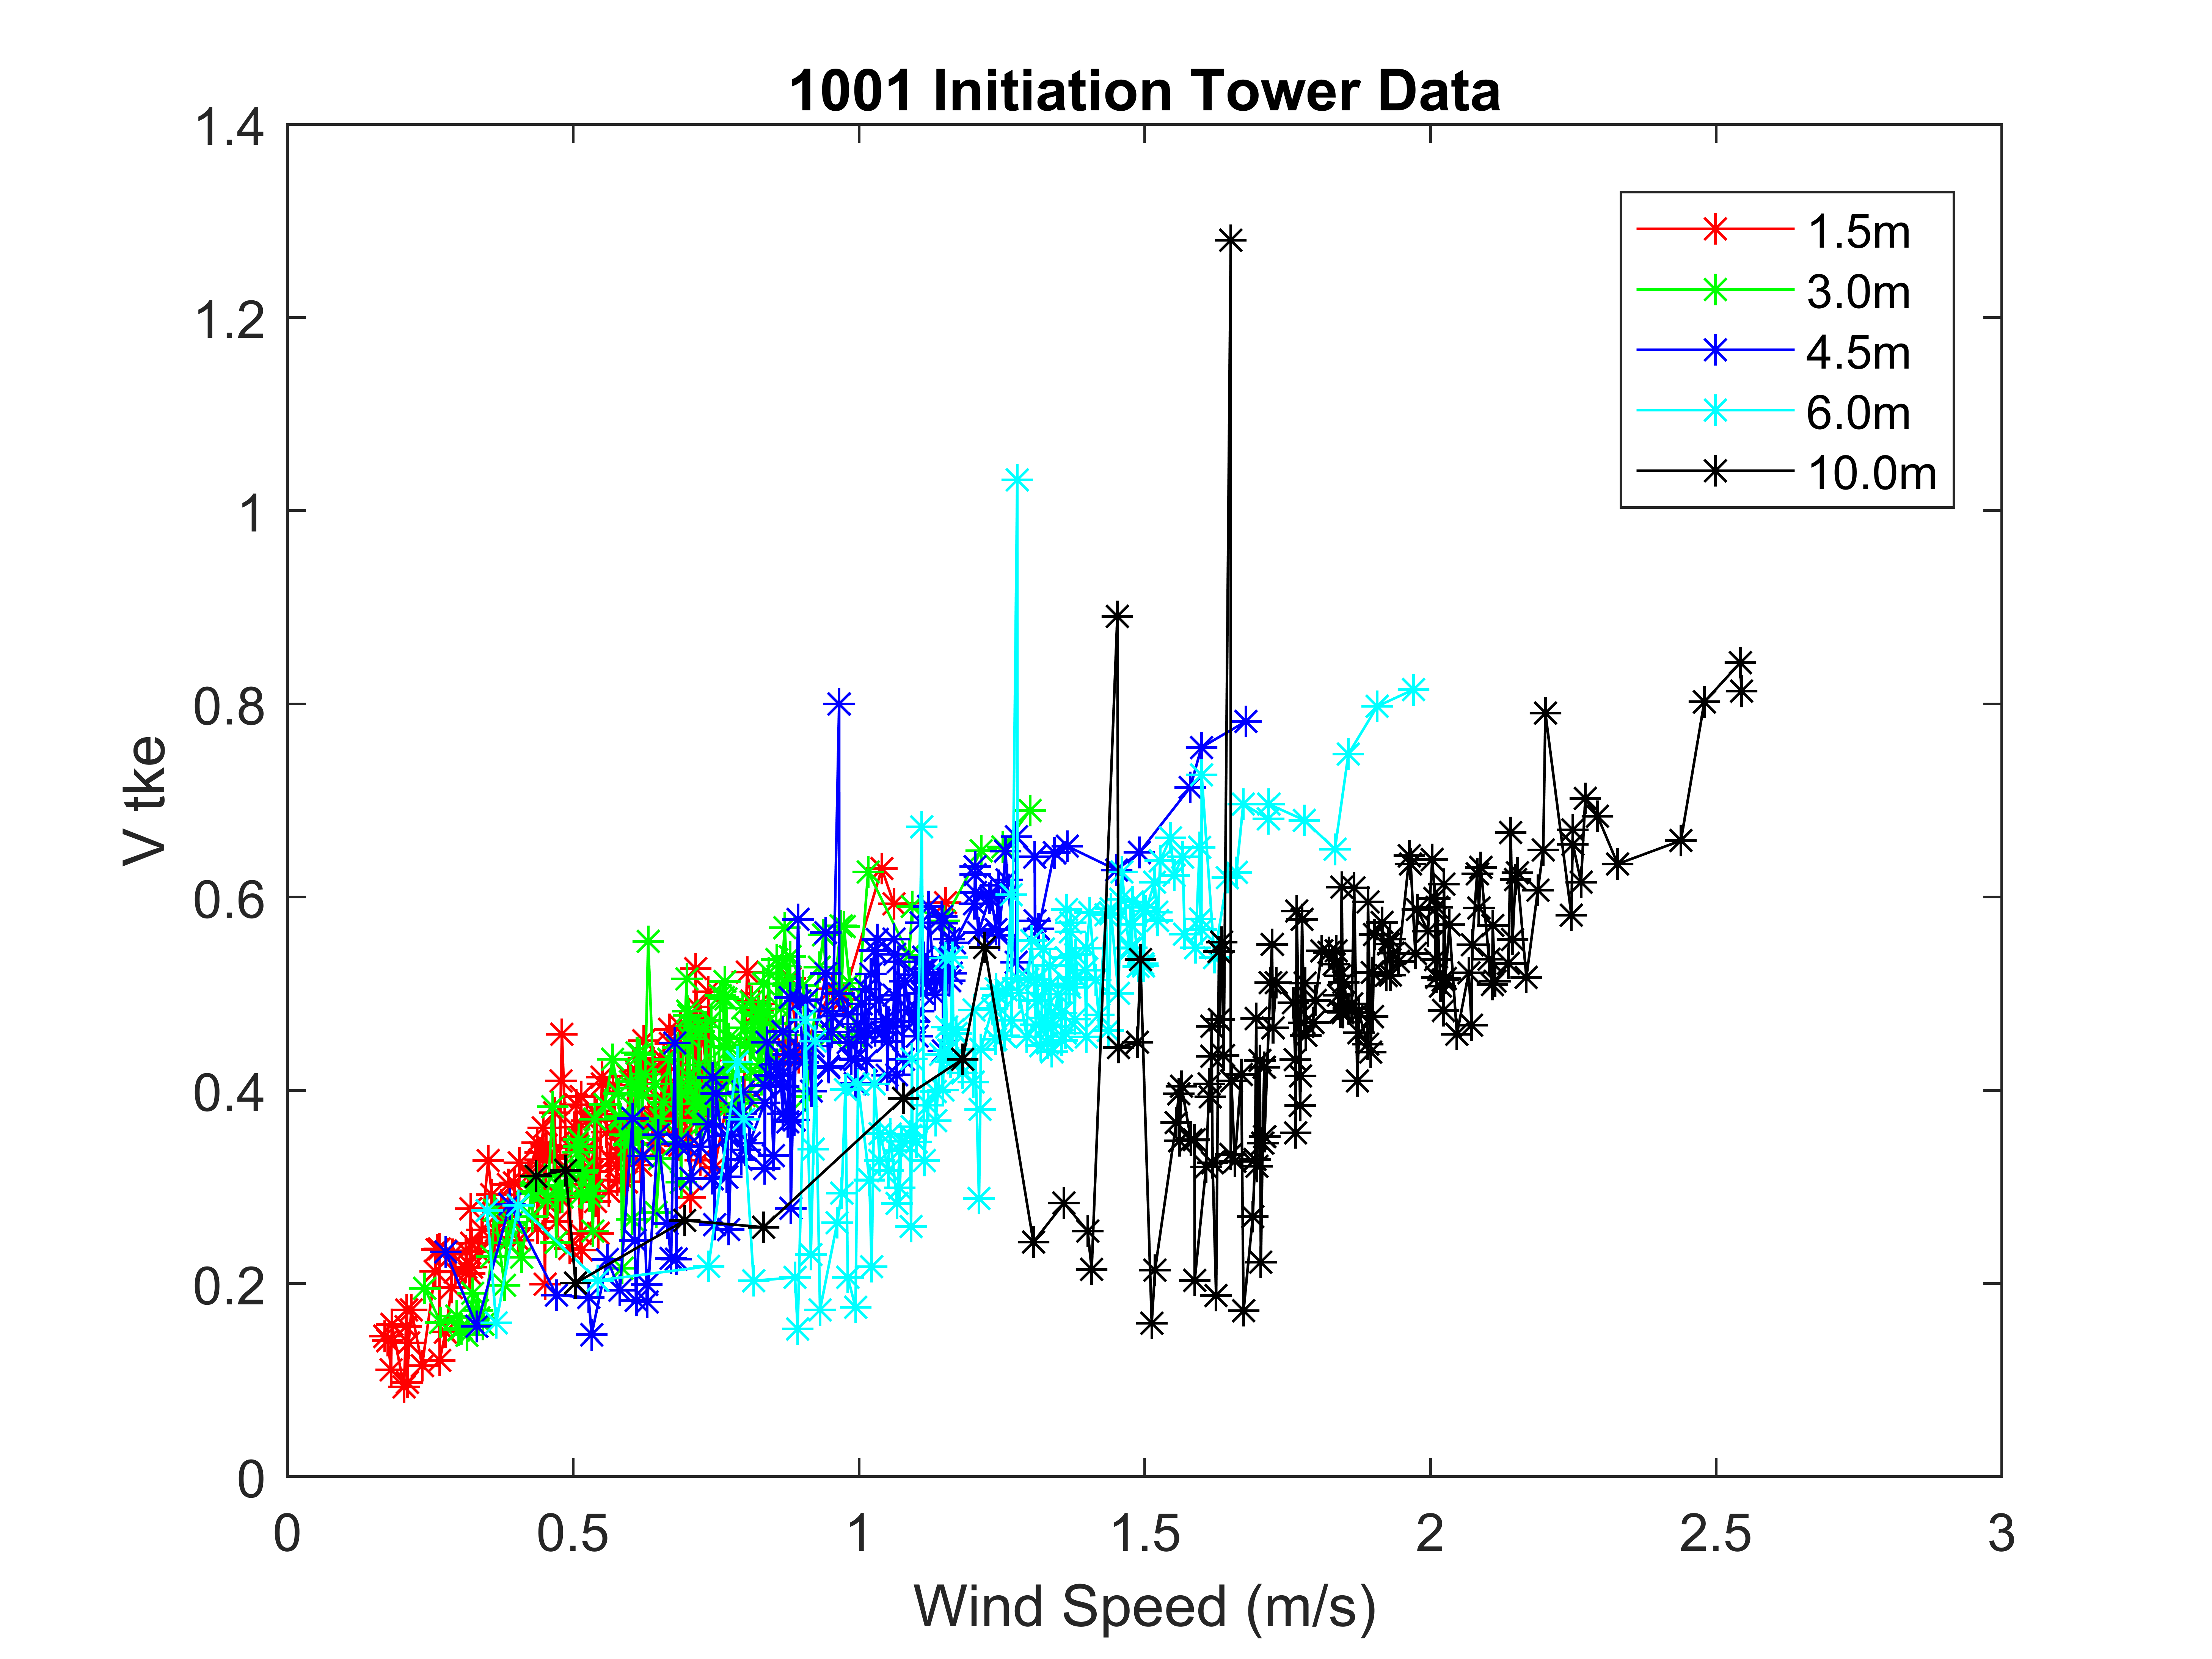 1001 Initiation Tower Data
1.4
1.2
1
0.8
0.6
0.4
0.2
0
V tke
1.5m
3.0m
4.5m
6.0m
10.0m
0 0.5 1 1.5 2 2.5 3
Wind Speed (m/s)